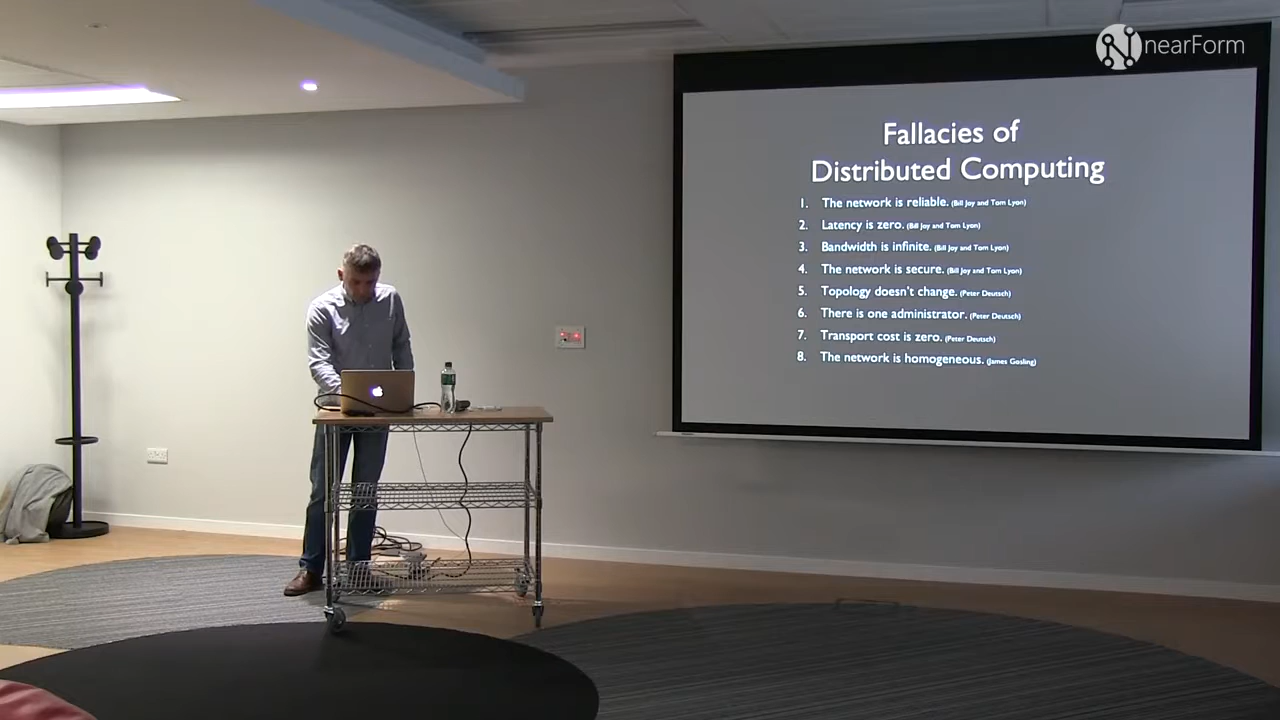 nearForm
Fallacies of
Distributed Computing
1. The network is reliable. (Bill Joy and Tom Lyon)
2. Latency is zero. (Bill Joy and Tom Lyon)
3. Bandwidth is infinite. (Bill Joy and Tom Lyon)
4. The network is secure. (Bill Joy and Tom Lyon)
5. Topology doesn't change. (Peter Deutsch)
6. There is one administrator. (Peter Deutsch)
7. Transport cost is zero. (Peter Deutsch)
8. The network is homogeneous. (James Gosling)